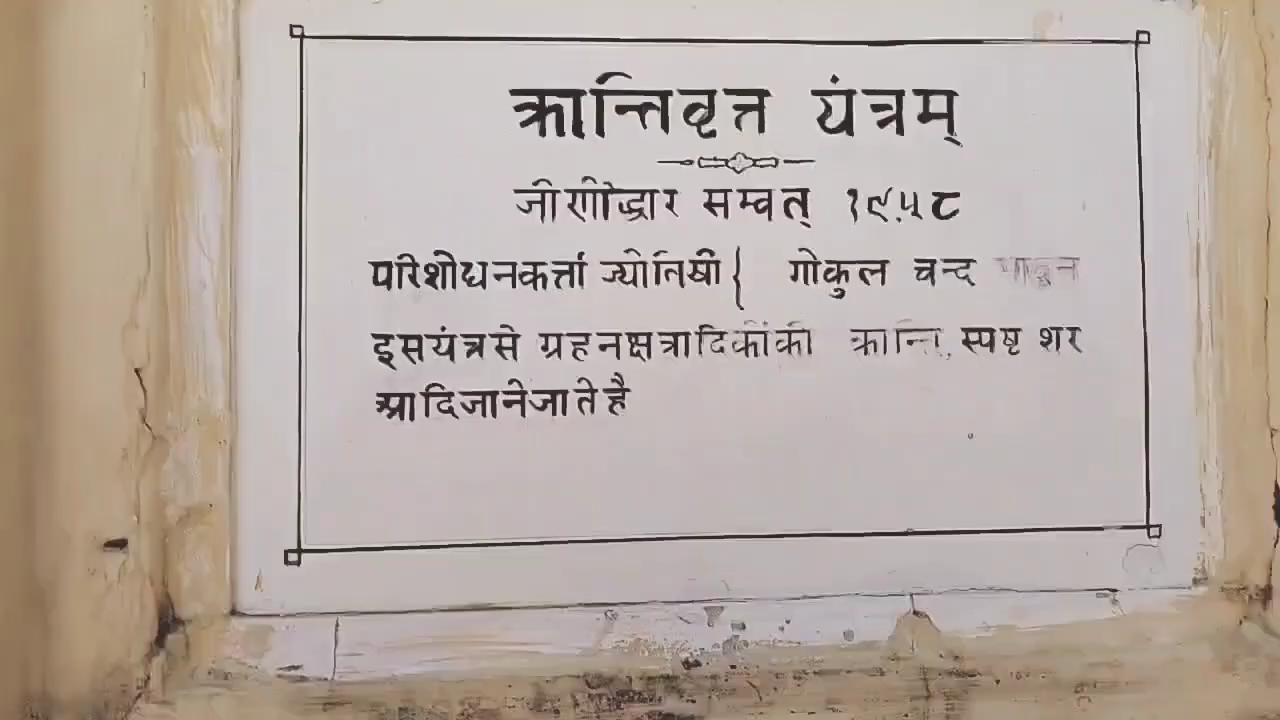 क्रान्तिवृत्त यंत्रम्
जीर्णोद्धार सम्वत् १९५८
परिशोधनकर्त्ता ज्योतिषी{ गोकुल चन्द
इसयंत्रसे ग्रहनक्षत्रादिकोंकी क्रान्ति, स्पष्ट शर
आदिजानेजाते है